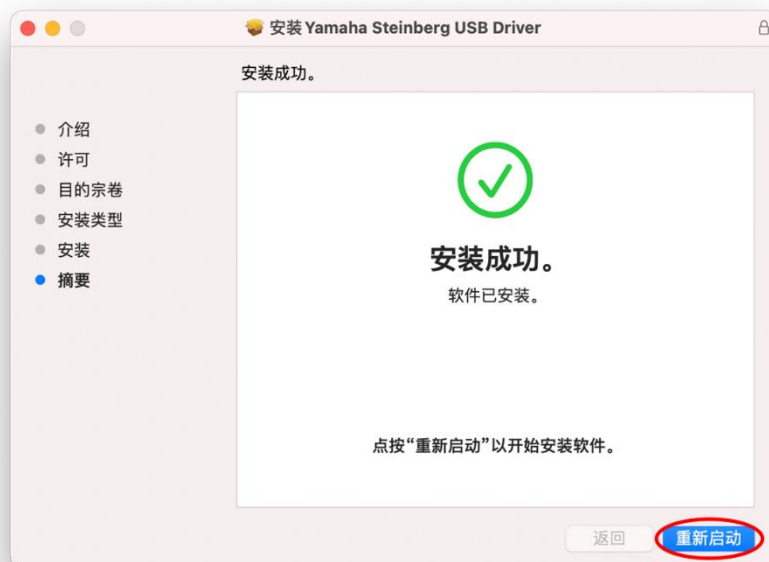 安装 Yamaha Steinberg USB Driver
安装成功。
介绍
许可
目的宗卷
安装类型
安装
摘要
安装成功。
软件已安装。
点按“重新启动”以开始安装软件。
返回
重新启动